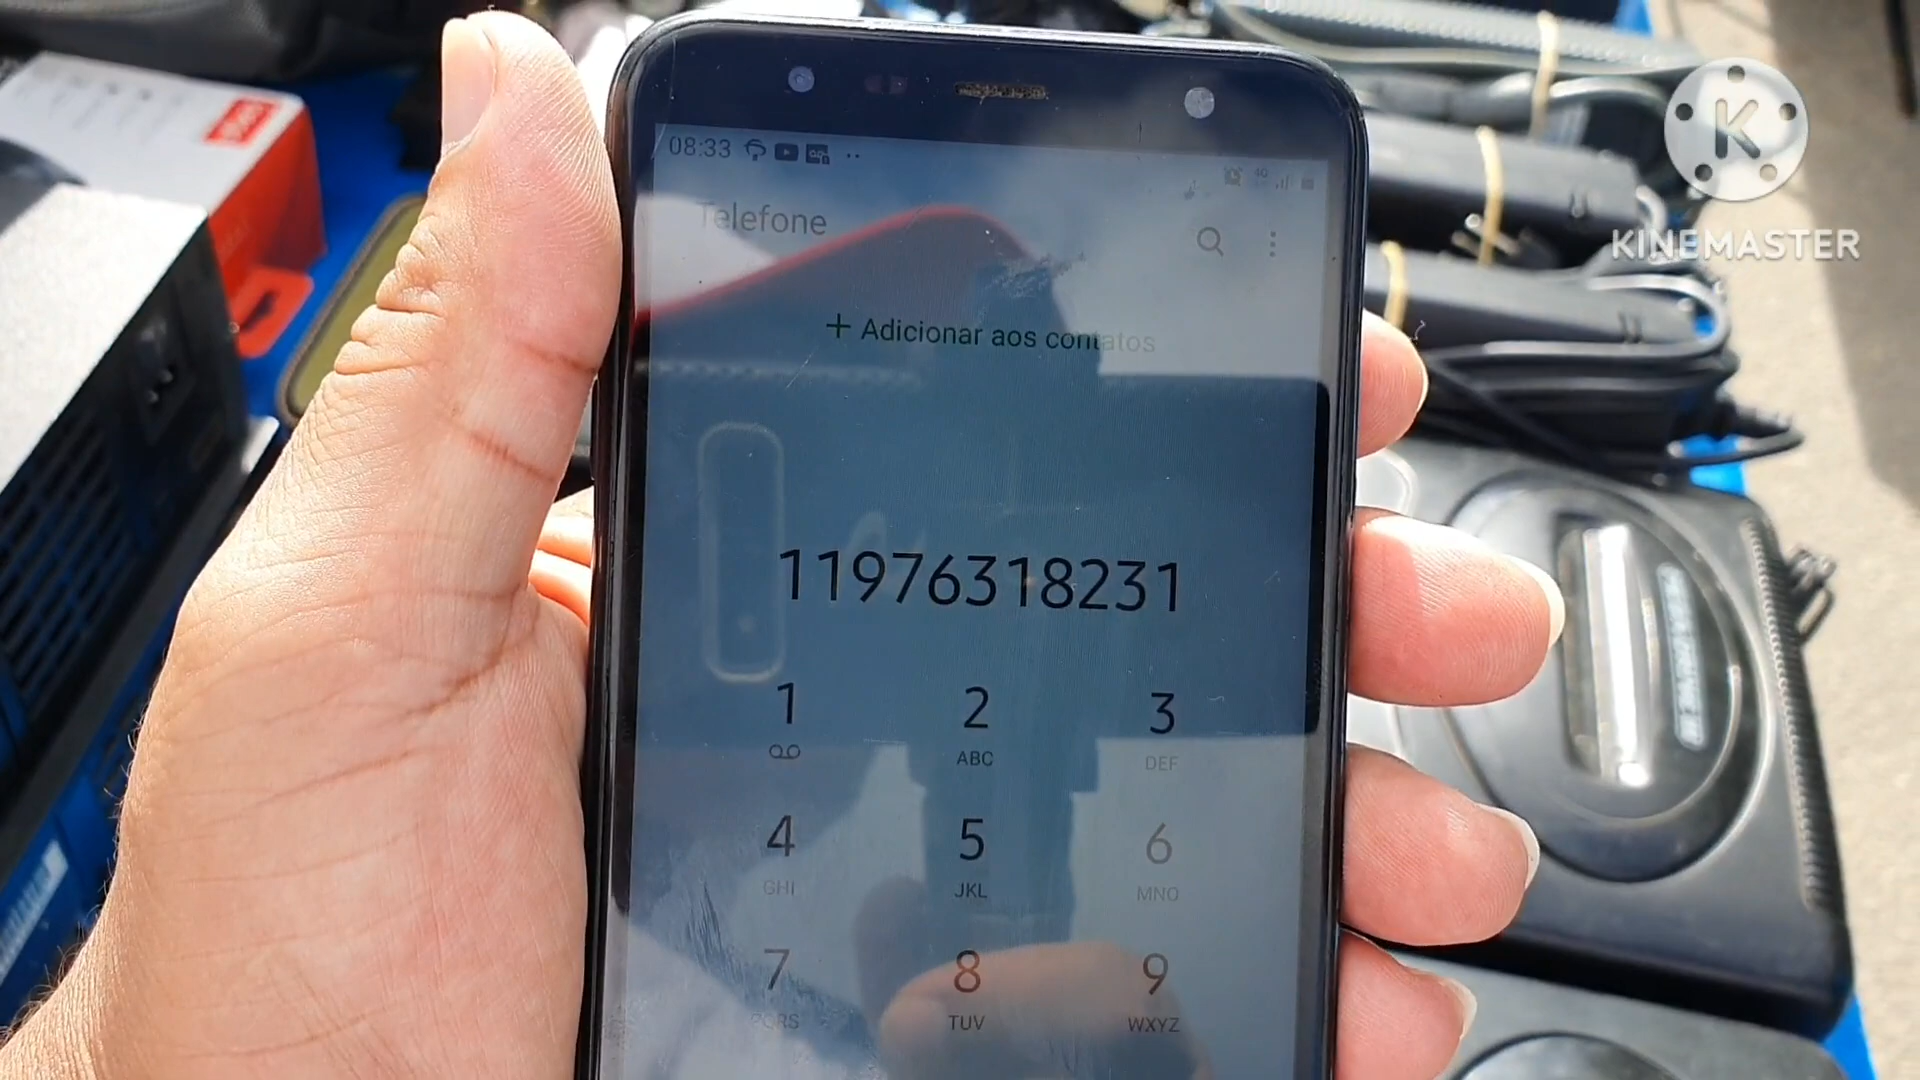 08:33
Telefone
+ Adicionar aos contatos
11976318231
1 2 3
ABC DEF
4 5 6
GHI JKL MNO
7 8 9
PQRS TUV WXYZ
KINEMASTER